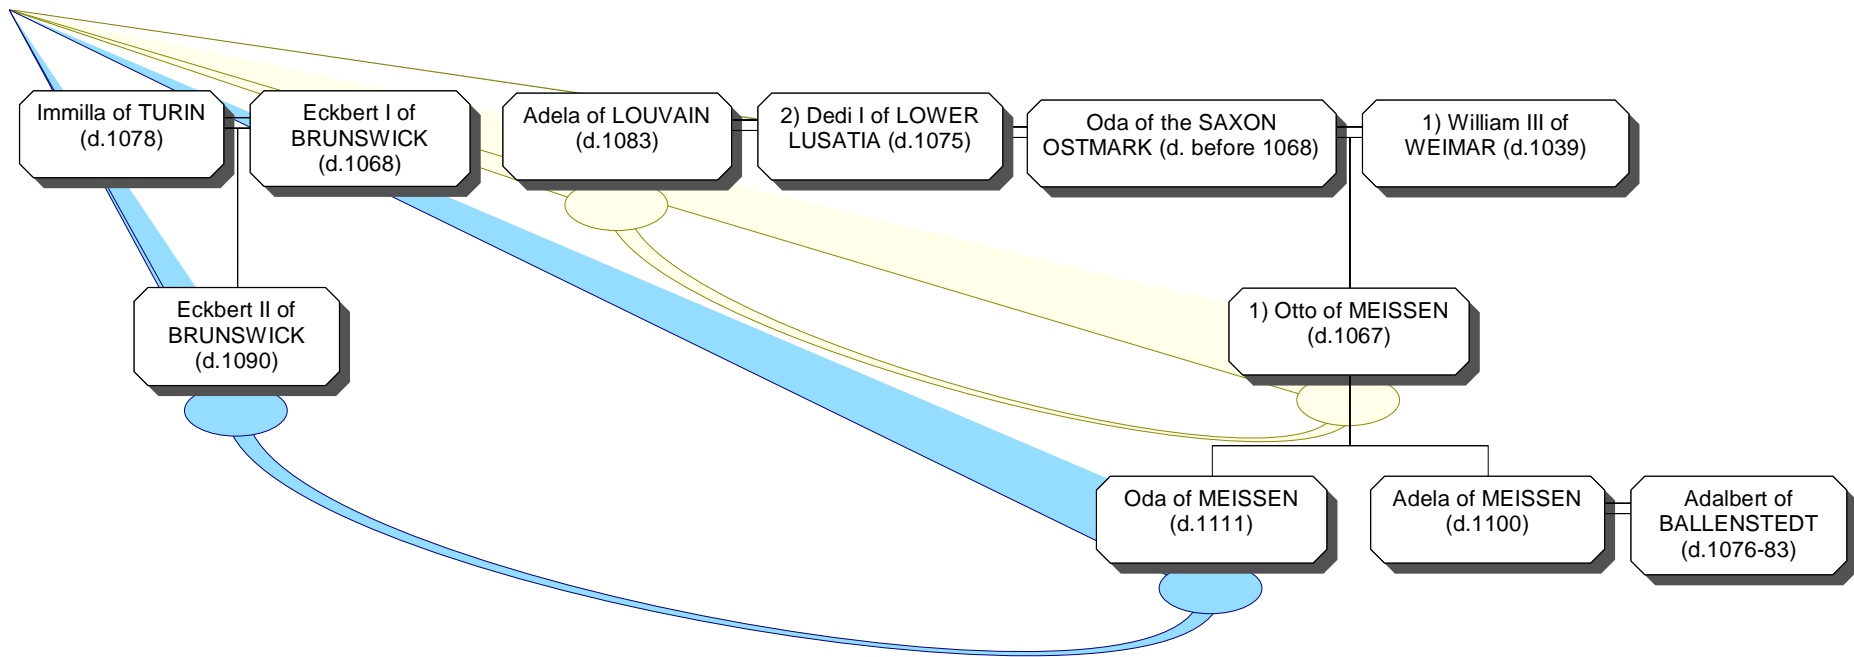 Immilla of TURIN
(d.1078)
Eckbert I of
BRUNSWICK
(d.1068)
Adela of LOUVAIN
(d.1083)
2) Dedi I of LOWER
LUSATIA (d.1075)
Oda of the SAXON
OSTMARK (d. before 1068)
1) William III of
WEIMAR (d.1039)
Eckbert II of
BRUNSWICK
(d.1090)
1) Otto of MEISSEN
(d.1067)
Oda of MEISSEN
(d.1111)
Adela of MEISSEN
(d.1100)
Adalbert of
BALLENSTEDT
(d.1076-83)